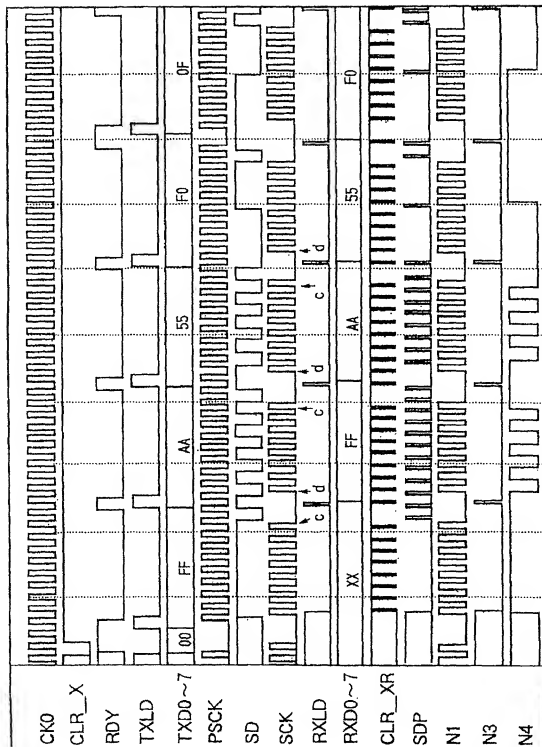 CK0
CLR_X
RDY
TXLD
TXD0~7 00 FF AA 55 F0 0F
PSCK
SD
SCK
c d c d c d
RXLD
RXD0~7 XX FF AA 55 F0
CLR_XR
SDP
N1
N3
N4